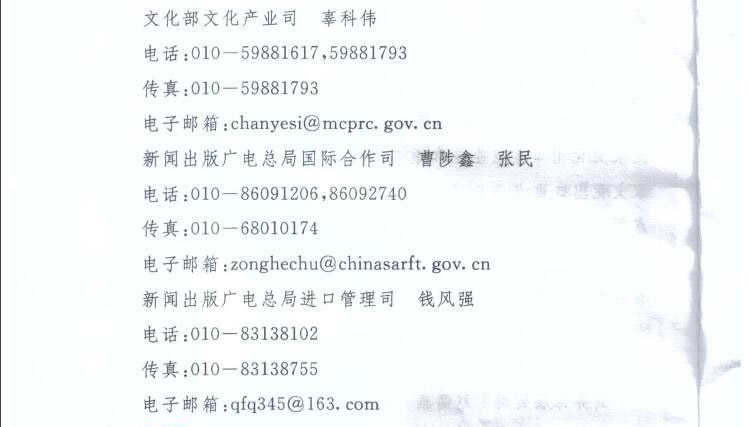 文化部文化产业司 辜科伟
电话:010－59881617,59881793
传真:010－59881793
电子邮箱:chanyesi@mcprc.gov.cn
新闻出版广电总局国际合作司 曹陟鑫 张民
电话:010－86091206,86092740
传真:010－68010174
电子邮箱:zonghechu@chinasarft.gov.cn
新闻出版广电总局进口管理司 钱风强
电话:010－83138102
传真:010－83138755
电子邮箱:qfq345@163.com